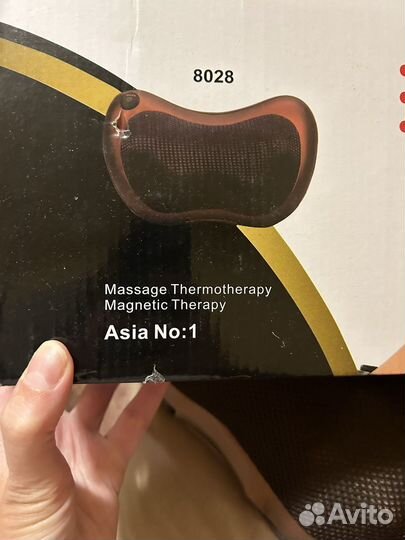 8028
Massage Thermotherapy
Magnetic Therapy
Asia No:1
Avito